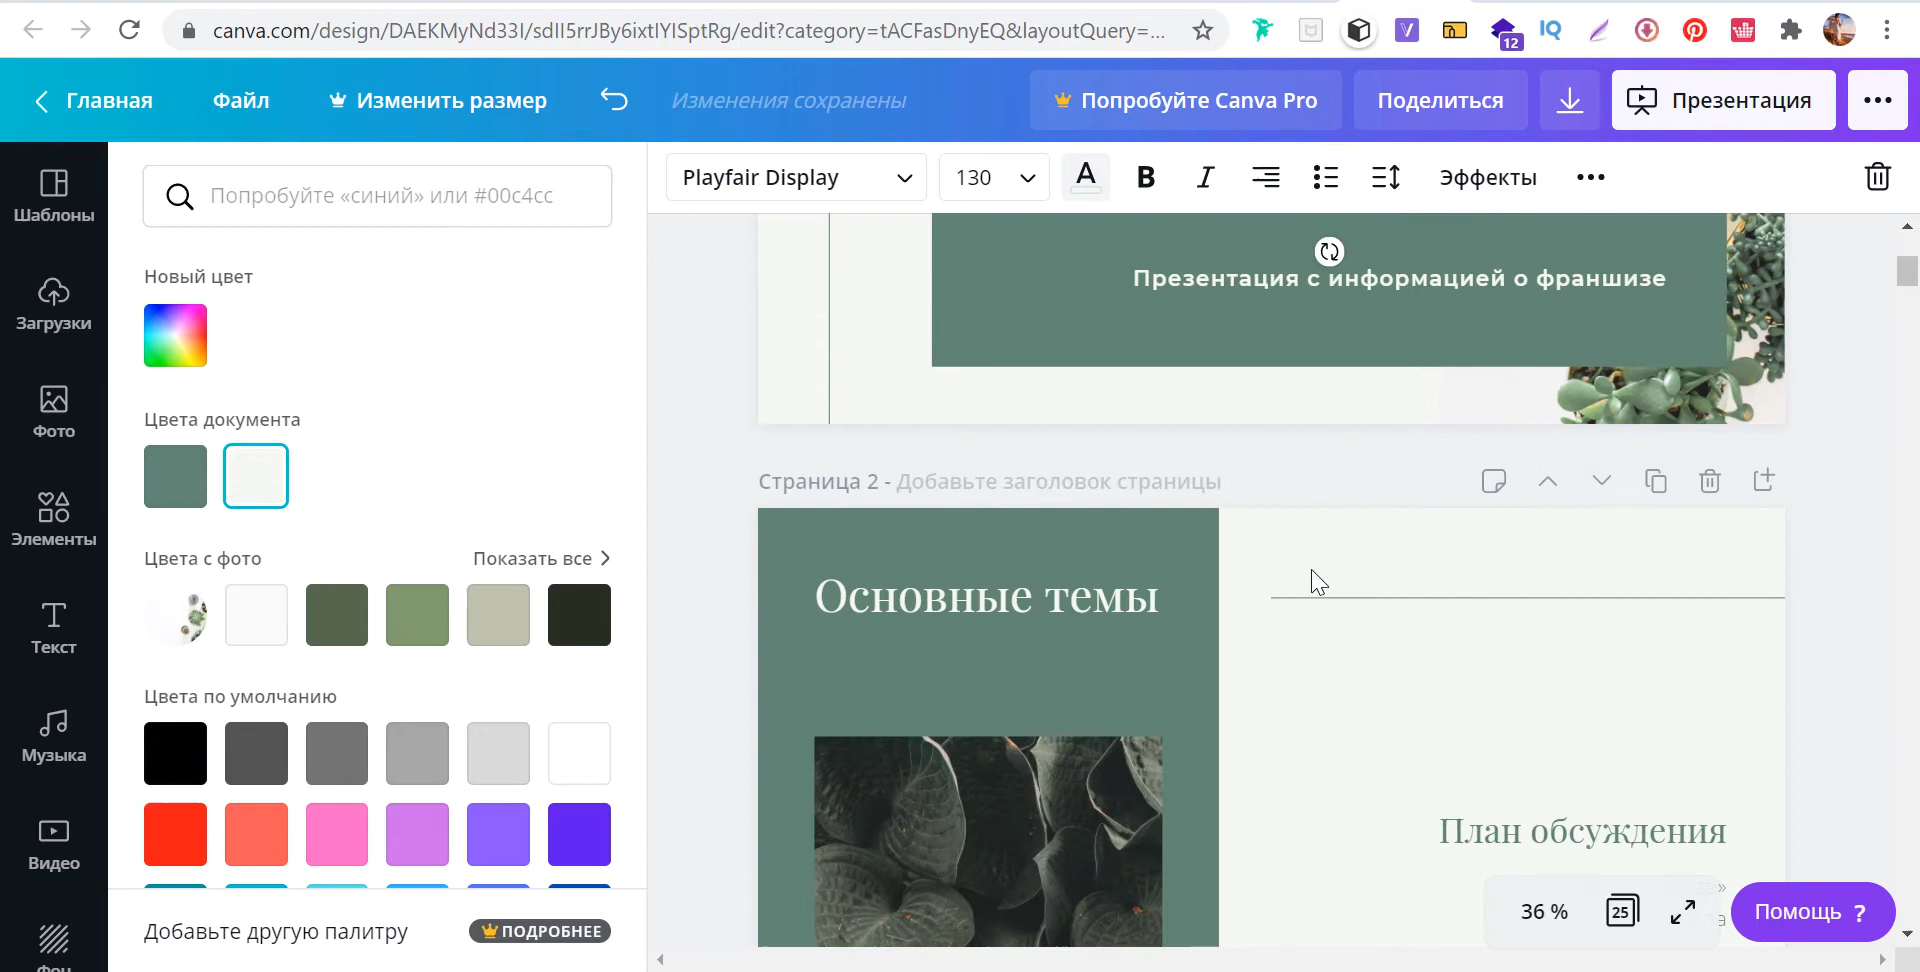 canva.com/design/DAEKMyNd33I/sdII5rrJBy6ixtIYISptRg/edit?category=tACFasDnyEQ&layoutQuery=...
12
IQ
Главная
Файл
Изменить размер
Изменения сохранены
Попробуйте Canva Pro
Поделиться
Презентация
Шаблоны
Загрузки
Фото
Элементы
Текст
Музыка
Видео
Попробуйте «синий» или #00c4cc
Новый цвет
Цвета документа
Цвета с фото
Показать все
Цвета по умолчанию
Добавьте другую палитру
ПОДРОБНЕЕ
Playfair Display
130
A
B
I
Эффекты
Презентация с информацией о франшизе
Страница 2 - Добавьте заголовок страницы
Основные темы
План обсуждения
36 %
25
Помощь ?